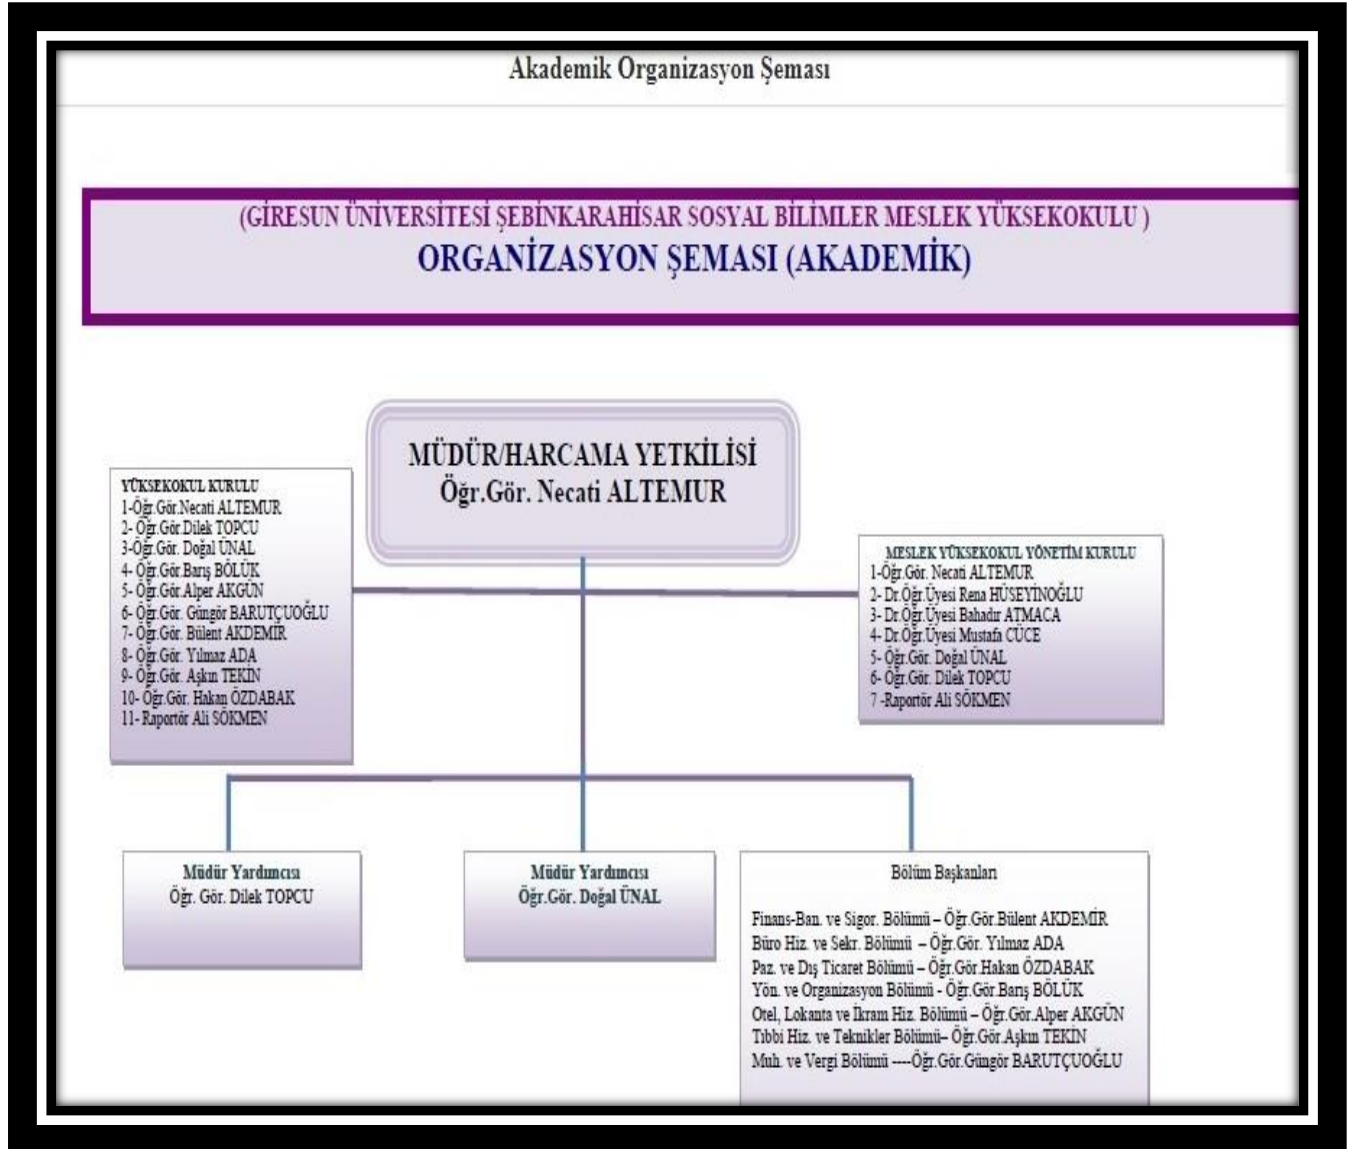 Akademik Organizasyon Şeması
(GİRESUN ÜNİVERSİTESİ ŞEBİNKARAHİSAR SOSYAL BİLİMLER MESLEK YÜKSEKOKULU )
ORGANİZASYON ŞEMASI (AKADEMİK)
MÜDÜR/HARCAMA YETKİLİSİ
Öğr.Gör. Necati ALTEMUR
YÜKSEKOKUL KURULU
1-Öğr.Gör.Necati ALTEMUR
2- Öğr.Gör.Dilek TOPCU
3-Öğr.Gör. Doğal ÜNAL
4- Öğr.Gör.Barış BÖLÜK
5- Öğr.Gör.Alper AKGÜN
6- Öğr.Gör. Güngör BARUTÇUOĞLU
7- Öğr.Gör. Bülent AKDEMİR
8- Öğr.Gör. Yılmaz ADA
9- Öğr.Gör. Aşkın TEKİN
10- Öğr.Gör. Hakan ÖZDABAK
11- Raportör Ali SÖKMEN
MESLEK YÜKSEKOKUL YÖNETİM KURULU
1-Öğr.Gör. Necati ALTEMUR
2- Dr.Öğr.Üyesi Rena HÜSEYİNOĞLU
3- Dr.Öğr.Üyesi Bahadır ATMACA
4- Dr.Öğr.Üyesi Mustafa CÜCE
5- Öğr.Gör. Doğal ÜNAL
6- Öğr.Gör. Dilek TOPCU
7 -Raportör Ali SÖKMEN
Müdür Yardımcısı
Öğr. Gör. Dilek TOPCU
Müdür Yardımcısı
Öğr.Gör. Doğal ÜNAL
Bölüm Başkanları
Finans-Ban. ve Sigor. Bölümü – Öğr.Gör.Bülent AKDEMİR
Büro Hiz. ve Sekr. Bölümü – Öğr.Gör. Yılmaz ADA
Paz. ve Dış Ticaret Bölümü – Öğr.Gör.Hakan ÖZDABAK
Yön. ve Organizasyon Bölümü - Öğr.Gör.Barış BÖLÜK
Otel, Lokanta ve İkram Hiz. Bölümü – Öğr.Gör.Alper AKGÜN
Tıbbi Hiz. ve Teknikler Bölümü– Öğr.Gör.Aşkın TEKİN
Muh. ve Vergi Bölümü ----Öğr.Gör.Güngör BARUTÇUOĞLU